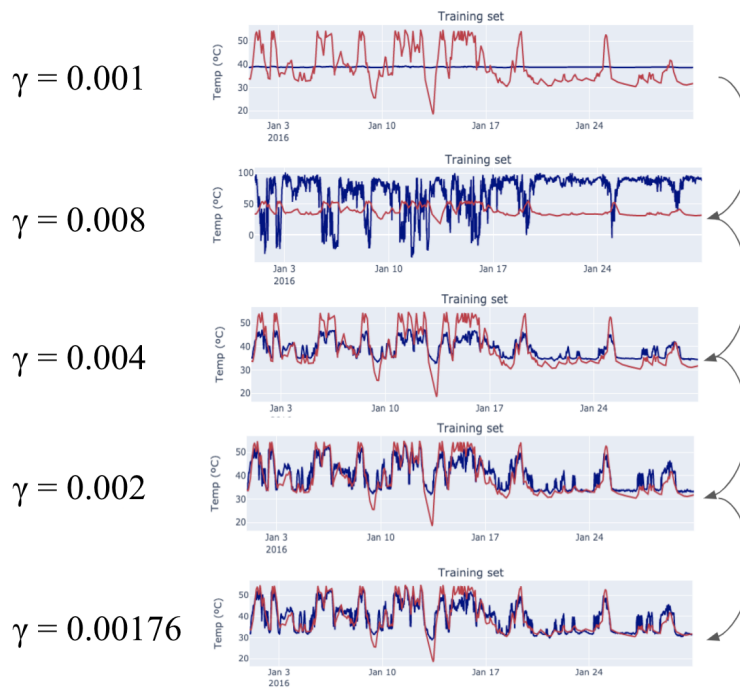 Training set
γ = 0.001
Temp (ºC)
50
40
30
20
Jan 3
2016
Jan 10
Jan 17
Jan 24
Training set
γ = 0.008
Temp (ºC)
100
50
0
Jan 3
2016
Jan 10
Jan 17
Jan 24
Training set
γ = 0.004
Temp (ºC)
50
40
30
20
Jan 3
Jan 10
Jan 17
Jan 24
Training set
γ = 0.002
Temp (ºC)
50
40
30
20
Jan 3
2016
Jan 10
Jan 17
Jan 24
Training set
γ = 0.00176
Temp (ºC)
50
40
30
20
Jan 3
2016
Jan 10
Jan 17
Jan 24